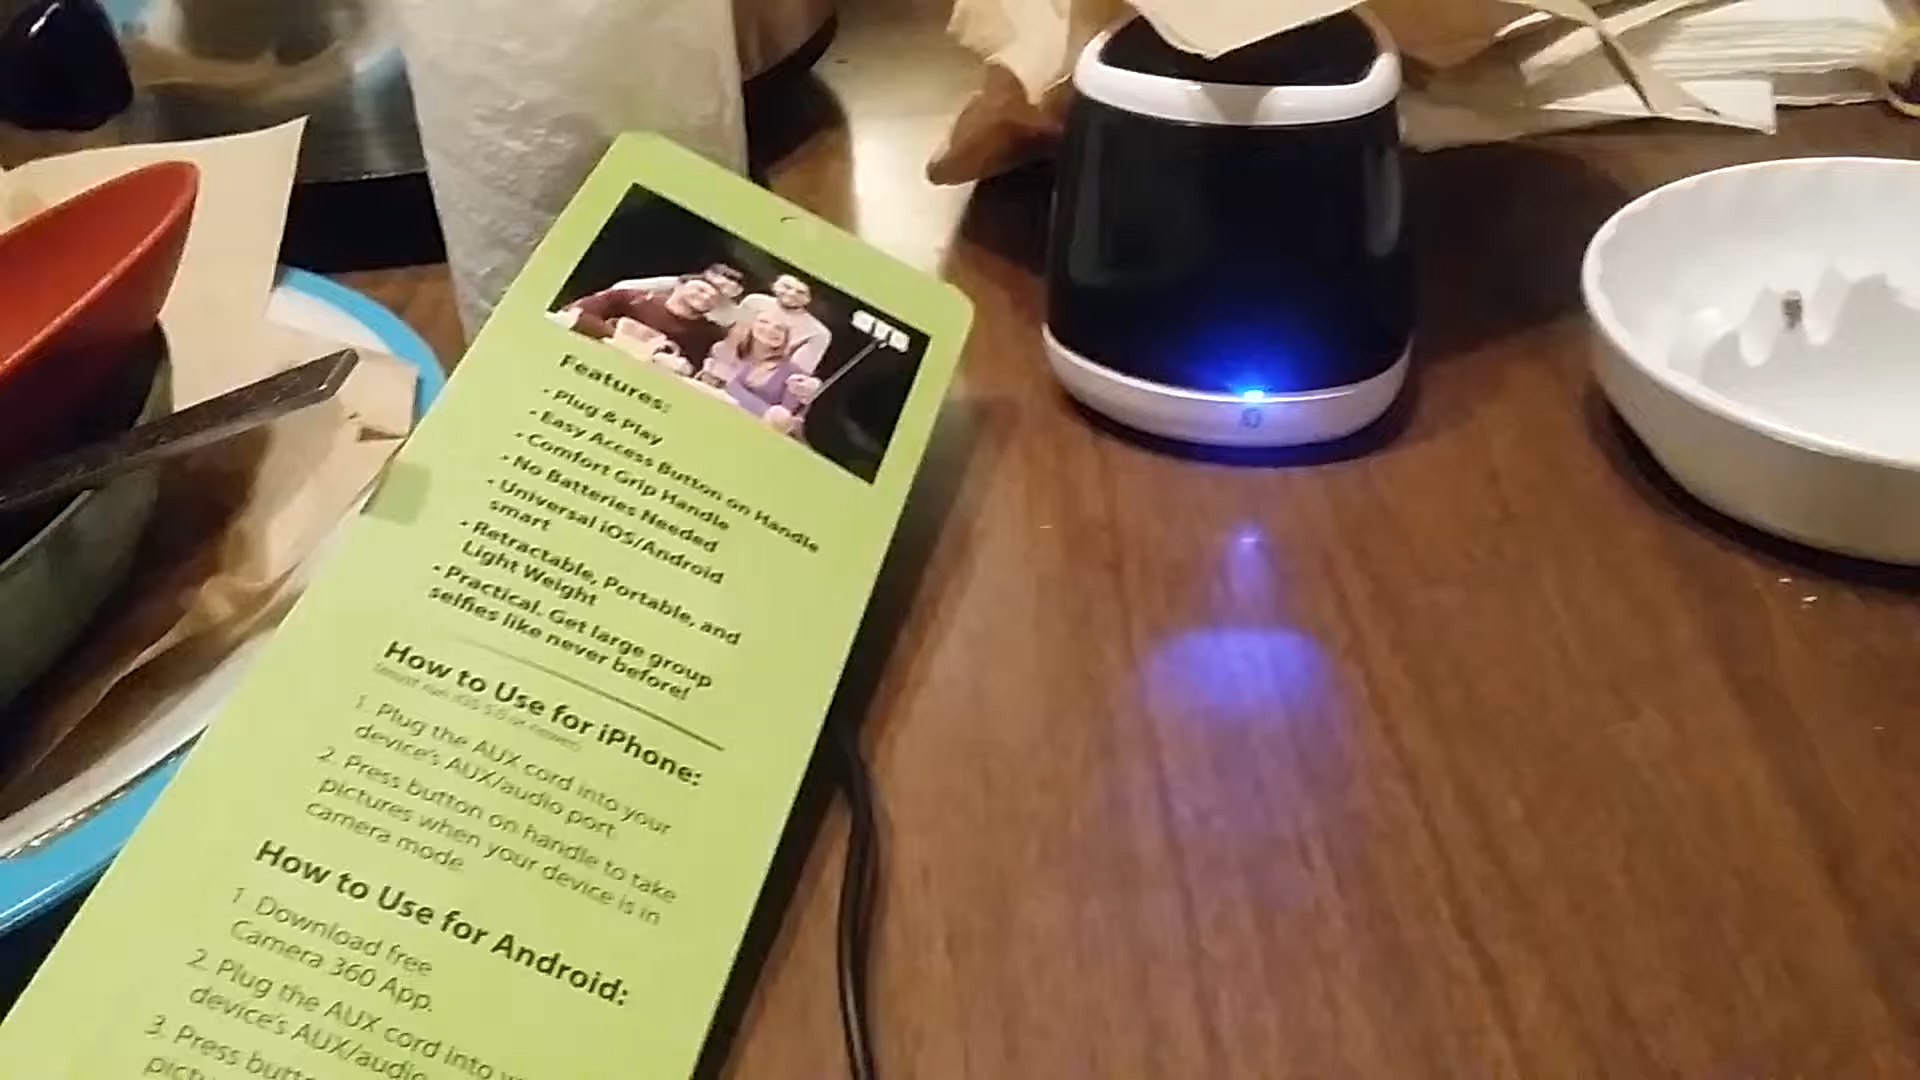 Features:
- Plug & Play
- Easy Access Button on Handle
- Comfort Grip Handle
- No Batteries Needed
- Universal iOS/Android
smart
- Retractable, Portable, and
Light Weight
- Practical. Get large group
selfies like never before!
How to Use for iPhone:
1. Plug the AUX cord into your
device's AUX/audio port.
2. Press button on handle to take
pictures when your device is in
camera mode.
How to Use for Android:
1. Download free
Camera 360 App.
2. Plug the AUX cord into
device's AUX/audio
3. Press